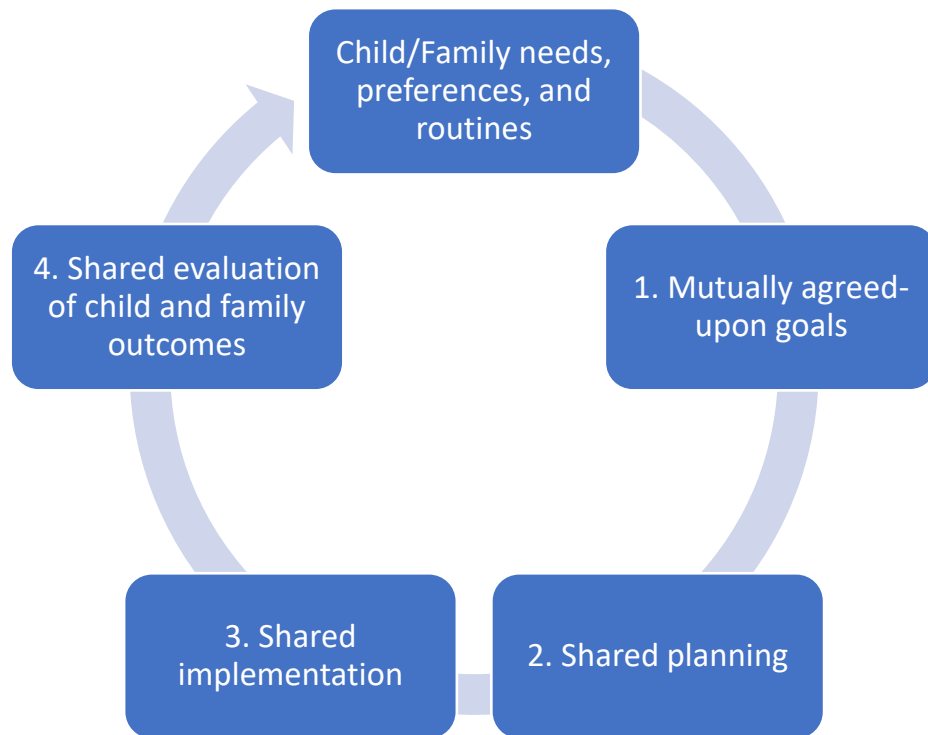 Child/Family needs,
preferences, and
routines
1. Mutually agreed-
upon goals
2. Shared planning
3. Shared
implementation
4. Shared evaluation
of child and family
outcomes